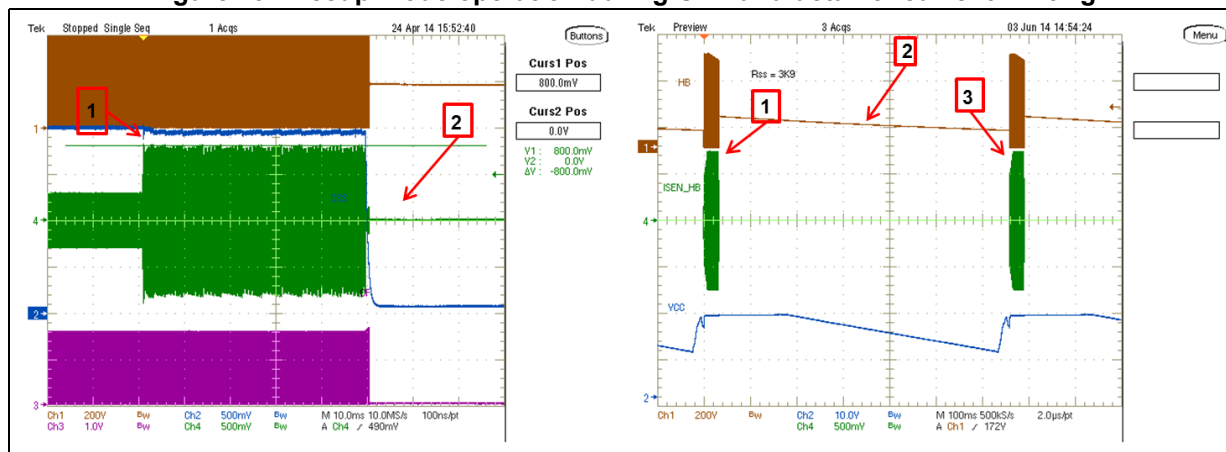 Tek Stopped Single Seq 1 Acqs 24 Apr 14 15:52:40
Buttons
Curs1 Pos
800.0mV
Curs2 Pos
0.0V
V1: 800.0mV
V2: 0.0V
ΔV: -800.0mV
1
2
1
4
2
3
Ch1 200V Bw Ch2 500mV Bw M 10.0ms 10.0MS/s 100ns/pt
Ch3 1.0V Bw Ch4 500mV Bw A Ch4 / 490mV
Tek Preview 3 Acqs 03 Jun 14 14:54:24
Menu
HB
Rss = 3K9
1
2
3
1
ISEN_HB
4
VCC
2
Ch1 200V Bw Ch2 10.0V Bw M 100ms 500kS/s 2.0µs/pt
Ch4 500mV Bw A Ch1 / 172V